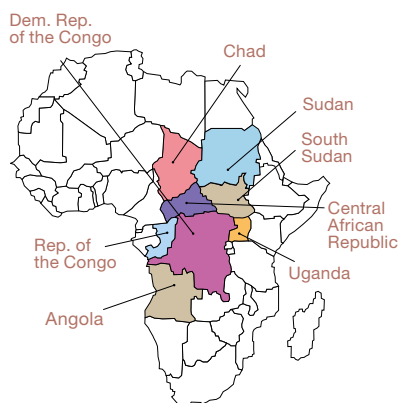 Dem. Rep.
of the Congo
Chad
Sudan
South
Sudan
Central
African
Republic
Rep. of
the Congo
Uganda
Angola